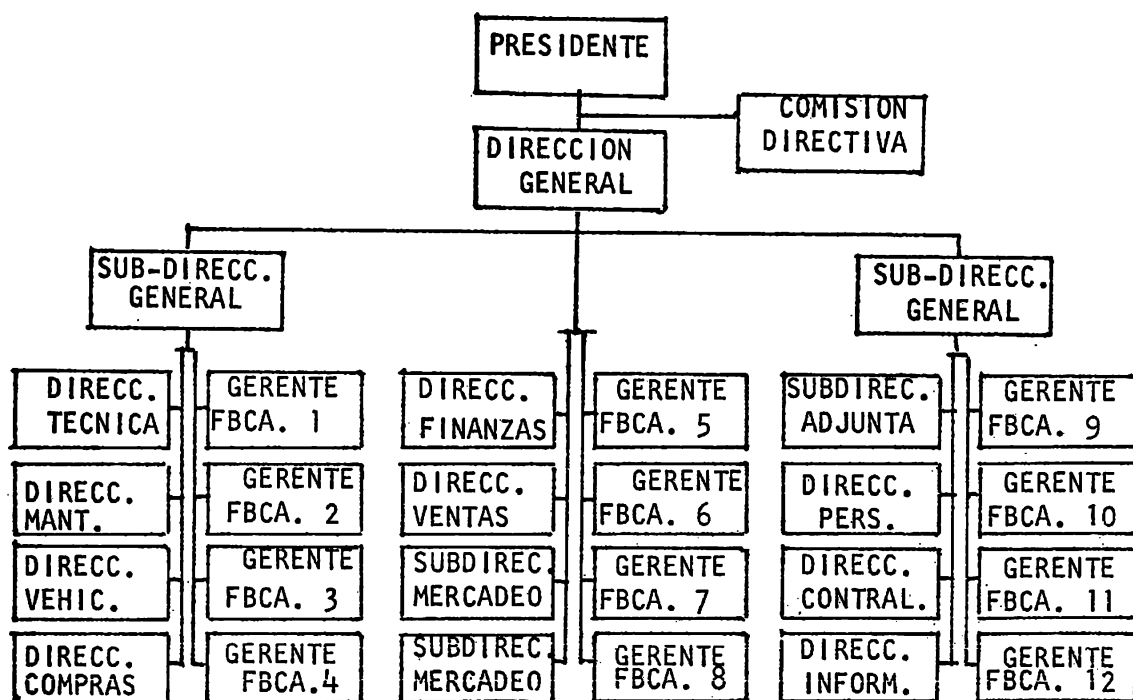 PRESIDENTE
COMISION
DIRECTIVA
DIRECCION
GENERAL
SUB-DIRECC.
GENERAL
SUB-DIRECC.
GENERAL
DIRECC.
TECNICA
GERENTE
FBCA. 1
DIRECC.
FINANZAS
GERENTE
FBCA. 5
SUBDIREC.
ADJUNTA
GERENTE
FBCA. 9
DIRECC.
MANT.
GERENTE
FBCA. 2
DIRECC.
VENTAS
GERENTE
FBCA. 6
DIRECC.
PERS.
GERENTE
FBCA. 10
DIRECC.
VEHIC.
GERENTE
FBCA. 3
SUBDIREC.
MERCADEO
GERENTE
FBCA. 7
DIRECC.
CONTRAL.
GERENTE
FBCA. 11
DIRECC.
COMPRAS
GERENTE
FBCA.4
SUBDIREC.
MERCADEO
GERENTE
FBCA. 8
DIRECC.
INFORM.
GERENTE
FBCA. 12